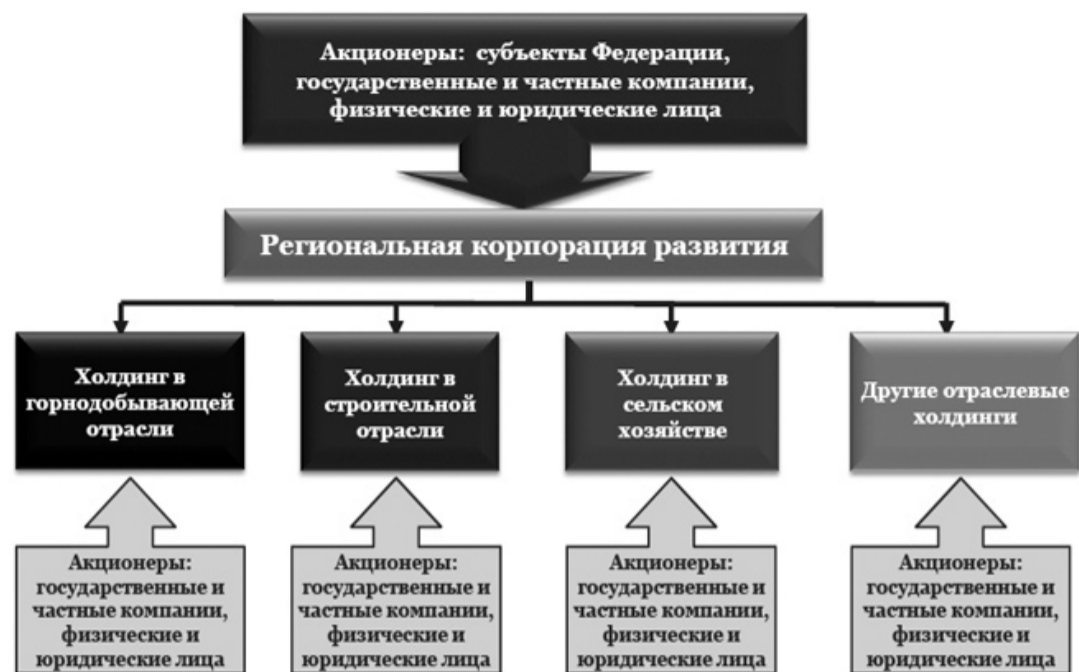 Акционеры: субъекты Федерации,
государственные и частные компании,
физические и юридические лица
Региональная корпорация развития
Холдинг в
горнодобывающей
отрасли
Холдинг в
строительной
отрасли
Холдинг в
сельском
хозяйстве
Другие отраслевые
холдинги
Акционеры:
государственные и
частные компании,
физические и
юридические лица
Акционеры:
государственные и
частные компании,
физические и
юридические лица
Акционеры:
государственные и
частные компании,
физические и
юридические лица
Акционеры:
государственные и
частные компании,
физические и
юридические лица